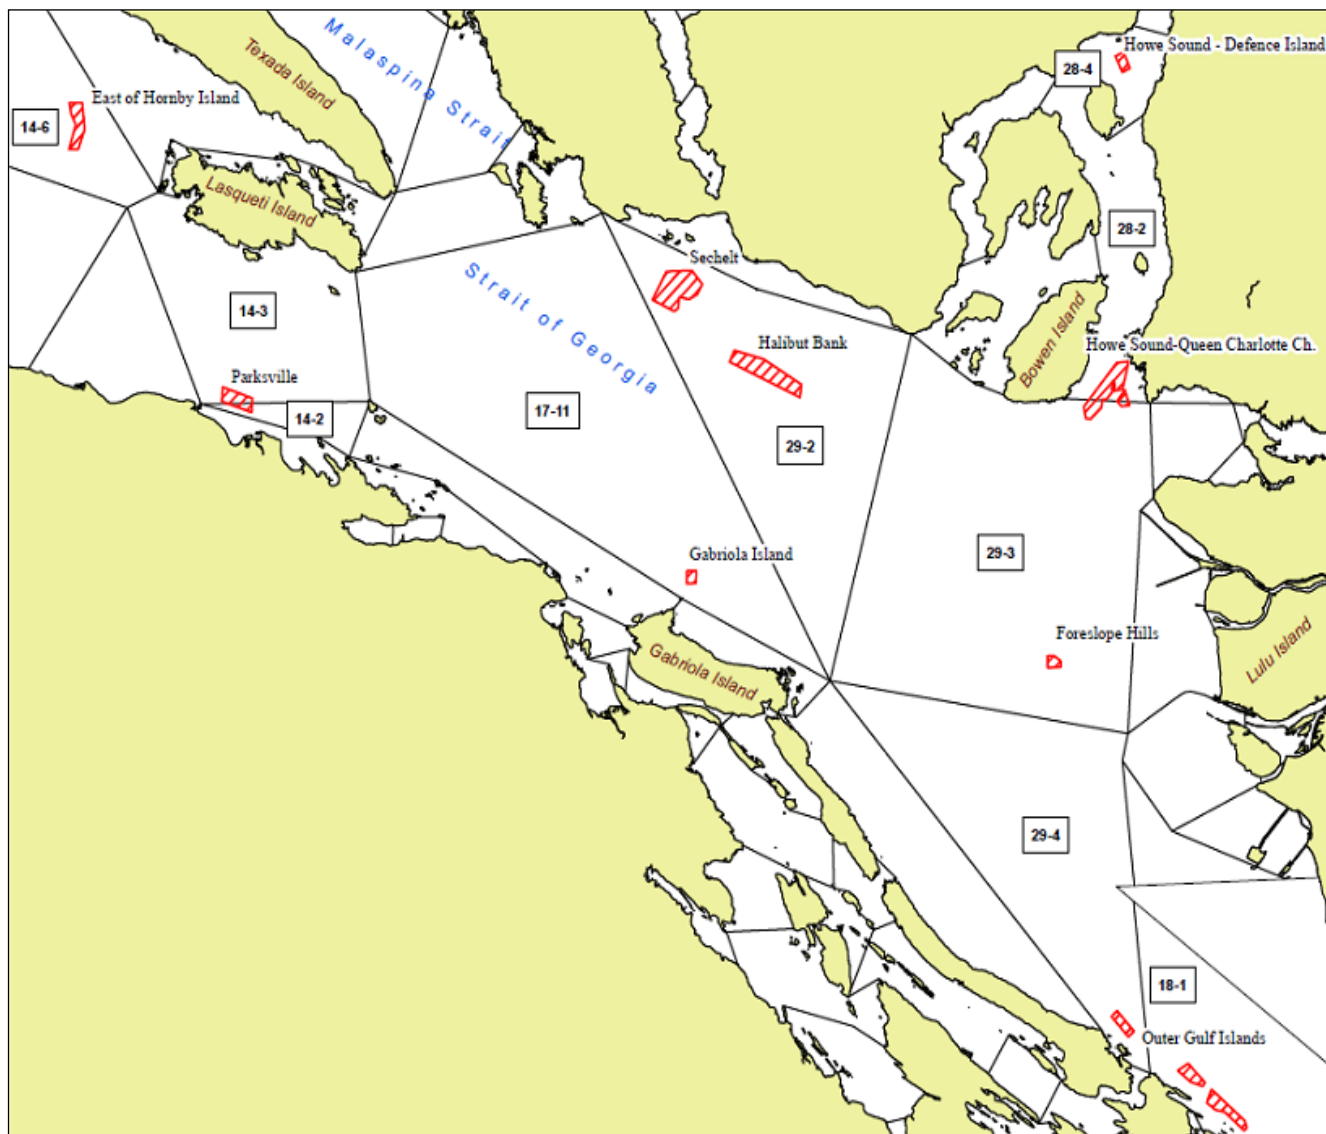 Howe Sound - Defence Island
Malaspina Strait
Texada Island
28-4
East of Hornby Island
14-6
Lasqueti Island
28-2
Sechelt
Strait of Georgia
14-3
Bowen Island
Halibut Bank
Howe Sound-Queen Charlotte Ch.
Parksville
14-2
17-11
29-2
Gabriola Island
29-3
Foreslope Hills
Lulu Island
Gabriola Island
29-4
18-1
Outer Gulf Islands